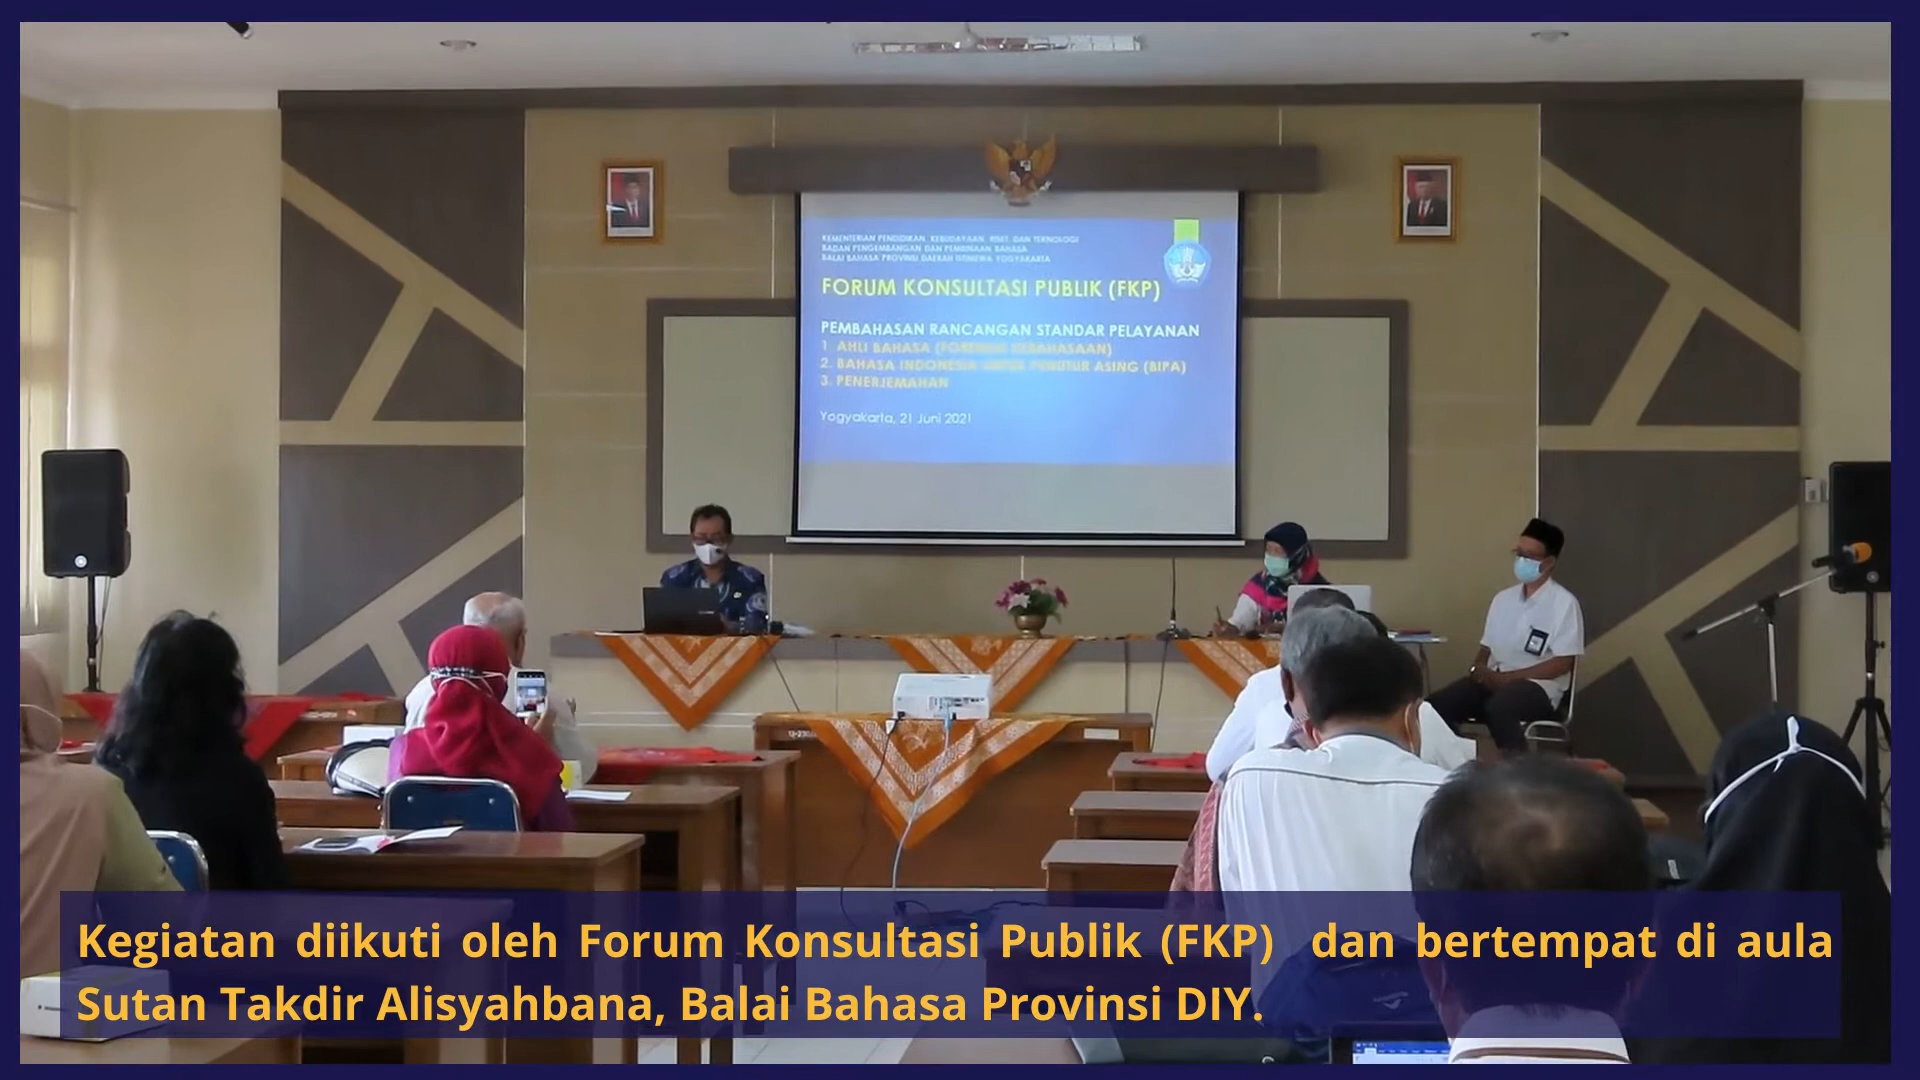 KEMENTERIAN PENDIDIKAN, KEBUDAYAAN, RISET, DAN TEKNOLOGI
BADAN PENGEMBANGAN DAN PEMBINAAN BAHASA
BALAI BAHASA PROVINSI DAERAH ISTIMEWA YOGYAKARTA
FORUM KONSULTASI PUBLIK (FKP)
PEMBAHASAN RANCANGAN STANDAR PELAYANAN
1. AHLI BAHASA (FORENSIK KEBAHASAAN)
2. BAHASA INDONESIA UNTUK PENUTUR ASING (BIPA)
3. PENERJEMAHAN
Yogyakarta, 21 Juni 2021
Kegiatan diikuti oleh Forum Konsultasi Publik (FKP) dan bertempat di aula
Sutan Takdir Alisyahbana, Balai Bahasa Provinsi DIY.